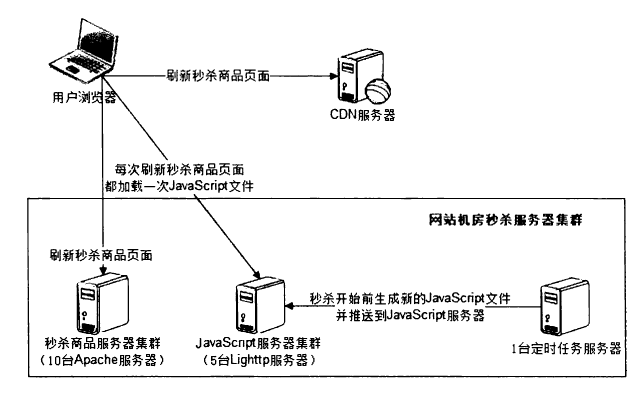 刷新秒杀商品页面
用户浏览器
CDN服务器
每次刷新秒杀商品页面
都加载一次JavaScript文件
网站机房秒杀服务器集群
刷新秒杀商品页面
秒杀开始前生成新的JavaScript文件
并推送到JavaScript服务器
秒杀商品服务器集群
（10台Apache服务器）
JavaScript服务器集群
（5台Lighttp服务器）
1台定时任务服务器